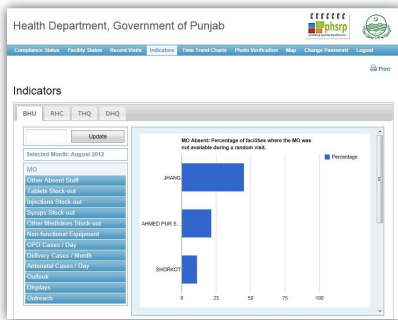 Health Department, Government of Punjab
phsrp
Compliance Status Facility Status Recent Visits Indicators Time Trend Charts Photo Verification Map Change Password Logout
Print
Indicators
BHU RHC THQ DHQ
Update
Selected Month: August 2012
MO
Other Absent Staff
Tablets Stock-out
Injections Stock-out
Syrups Stock-out
Other Medicines Stock-out
Non-functional Equipment
OPD Cases / Day
Delivery Cases / Month
Antenatal Cases / Day
Outlook
Displays
Outreach
MO Absent: Percentage of facilities where the MO was
not available during a random visit.
Percentage
JHANG
AHMED PUR S...
SHORKOT
0 25 50 75 100